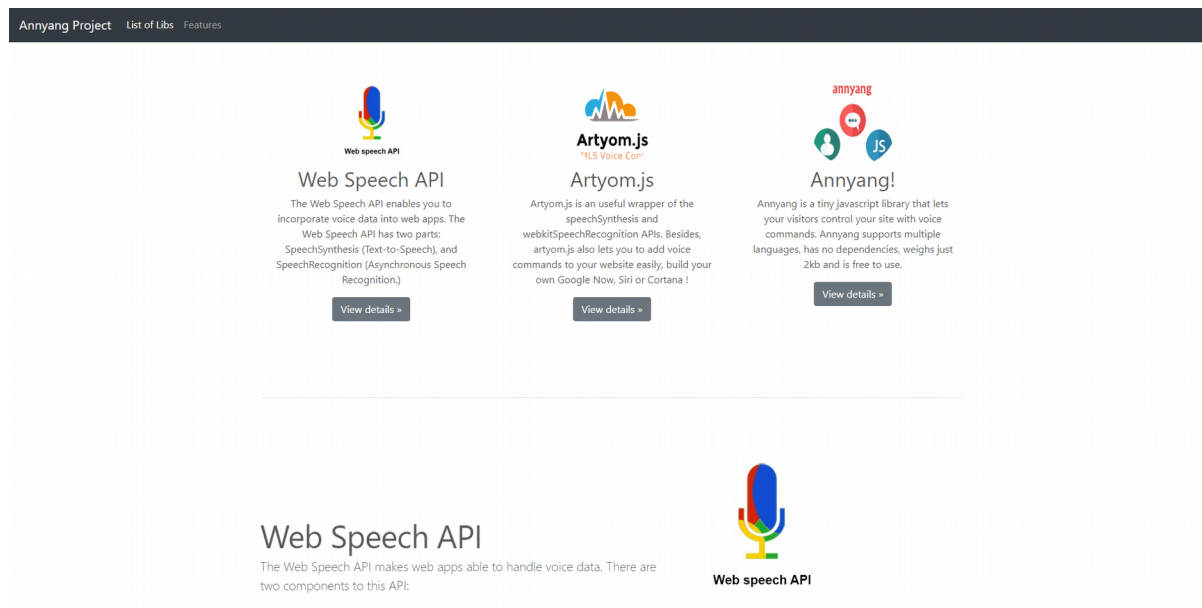 Annyang Project List of Libs Features
Web speech API
Web Speech API
The Web Speech API enables you to
incorporate voice data into web apps. The
Web Speech API has two parts:
SpeechSynthesis (Text-to-Speech), and
SpeechRecognition (Asynchronous Speech
Recognition.)
View details »
Artyom.js
ML5 Voice Con
Artyom.js
Artyom.js is an useful wrapper of the
speechSynthesis and
webkitSpeechRecognition APIs. Besides,
artyom.js also lets you to add voice
commands to your website easily, build your
own Google Now, Siri or Cortana !
View details »
annyang
JS
Annyang!
Annyang is a tiny javascript library that lets
your visitors control your site with voice
commands. Annyang supports multiple
languages, has no dependencies, weighs just
2kb and is free to use.
View details »
Web Speech API
The Web Speech API makes web apps able to handle voice data. There are
two components to this API:
Web speech API